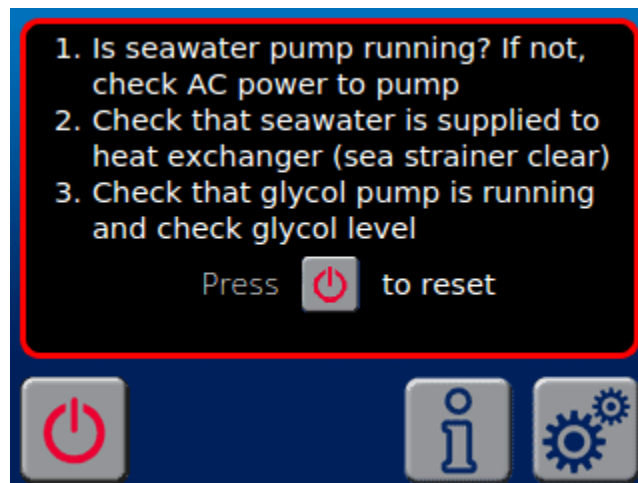 1. Is seawater pump running? If not,
check AC power to pump
2. Check that seawater is supplied to
heat exchanger (sea strainer clear)
3. Check that glycol pump is running
and check glycol level
Press to reset